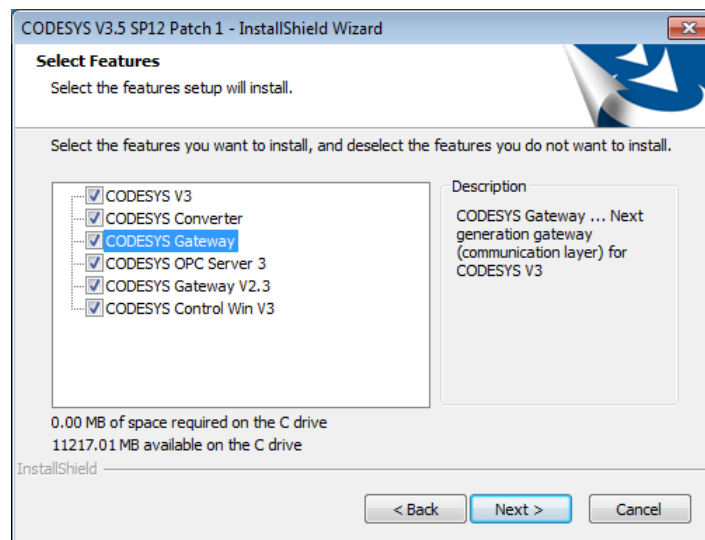 CODESYS V3.5 SP12 Patch 1 - InstallShield Wizard
Select Features
Select the features setup will install.
Select the features you want to install, and deselect the features you do not want to install.
CODESYS V3
CODESYS Converter
CODESYS Gateway
CODESYS OPC Server 3
CODESYS Gateway V2.3
CODESYS Control Win V3
Description
CODESYS Gateway ... Next
generation gateway
(communication layer) for
CODESYS V3
0.00 MB of space required on the C drive
11217.01 MB available on the C drive
InstallShield
< Back
Next >
Cancel